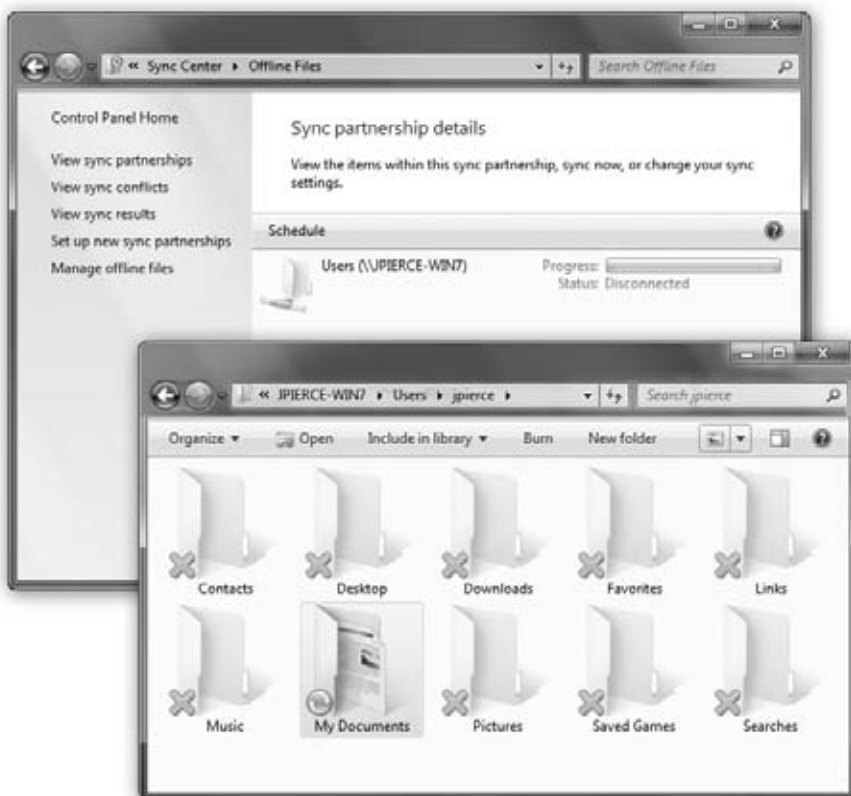 « Sync Center ▸ Offline Files
Search Offline Files
Control Panel Home
View sync partnerships
View sync conflicts
View sync results
Set up new sync partnerships
Manage offline files
Sync partnership details
View the items within this sync partnership, sync now, or change your sync
settings.
Schedule
Users (\\JPIERCE-WIN7)
Progress:
Status: Disconnected
« JPIERCE-WIN7 ▸ Users ▸ jpierce ▸
Search jpierce
Organize ▾ Open Include in library ▾ Burn New folder
Contacts Desktop Downloads Favorites Links
Music My Documents Pictures Saved Games Searches